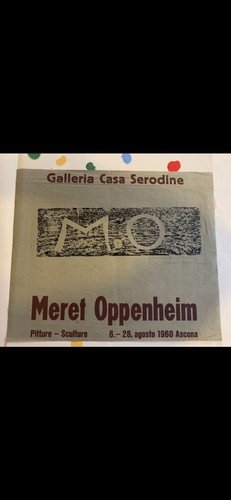 Galleria Casa Serodine
M.O
Meret Oppenheim
Pitture – Sculture 6.–28. agosto 1960 Ascona